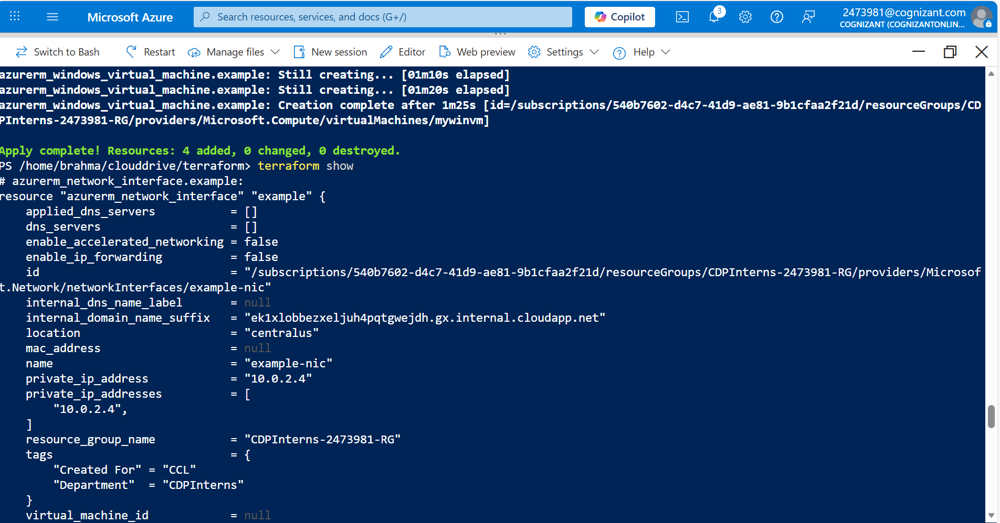 Microsoft Azure
Search resources, services, and docs (G+/)
Copilot
3
2473981@cognizant.com
COGNIZANT (COGNIZANTONLIN...
Switch to Bash
Restart
Manage files
New session
Editor
Web preview
Settings
Help
azurerm_windows_virtual_machine.example: Still creating... [01m10s elapsed]
azurerm_windows_virtual_machine.example: Still creating... [01m20s elapsed]
azurerm_windows_virtual_machine.example: Creation complete after 1m25s [id=/subscriptions/540b7602-d4c7-41d9-ae81-9b1cfaa2f21d/resourceGroups/CD
PInterns-2473981-RG/providers/Microsoft.Compute/virtualMachines/mywinvm]
Apply complete! Resources: 4 added, 0 changed, 0 destroyed.
PS /home/brahma/clouddrive/terraform> terraform show
# azurerm_network_interface.example:
resource "azurerm_network_interface" "example" {
    applied_dns_servers           = []
    dns_servers                   = []
    enable_accelerated_networking = false
    enable_ip_forwarding          = false
    id                            = "/subscriptions/540b7602-d4c7-41d9-ae81-9b1cfaa2f21d/resourceGroups/CDPInterns-2473981-RG/providers/Microsof
t.Network/networkInterfaces/example-nic"
    internal_dns_name_label       = null
    internal_domain_name_suffix   = "ek1xlobbezxeljuh4pqtgwejdh.gx.internal.cloudapp.net"
    location                      = "centralus"
    mac_address                   = null
    name                          = "example-nic"
    private_ip_address            = "10.0.2.4"
    private_ip_addresses          = [
        "10.0.2.4",
    ]
    resource_group_name           = "CDPInterns-2473981-RG"
    tags                          = {
        "Created For" = "CCL"
        "Department"  = "CDPInterns"
    }
    virtual_machine_id            = null